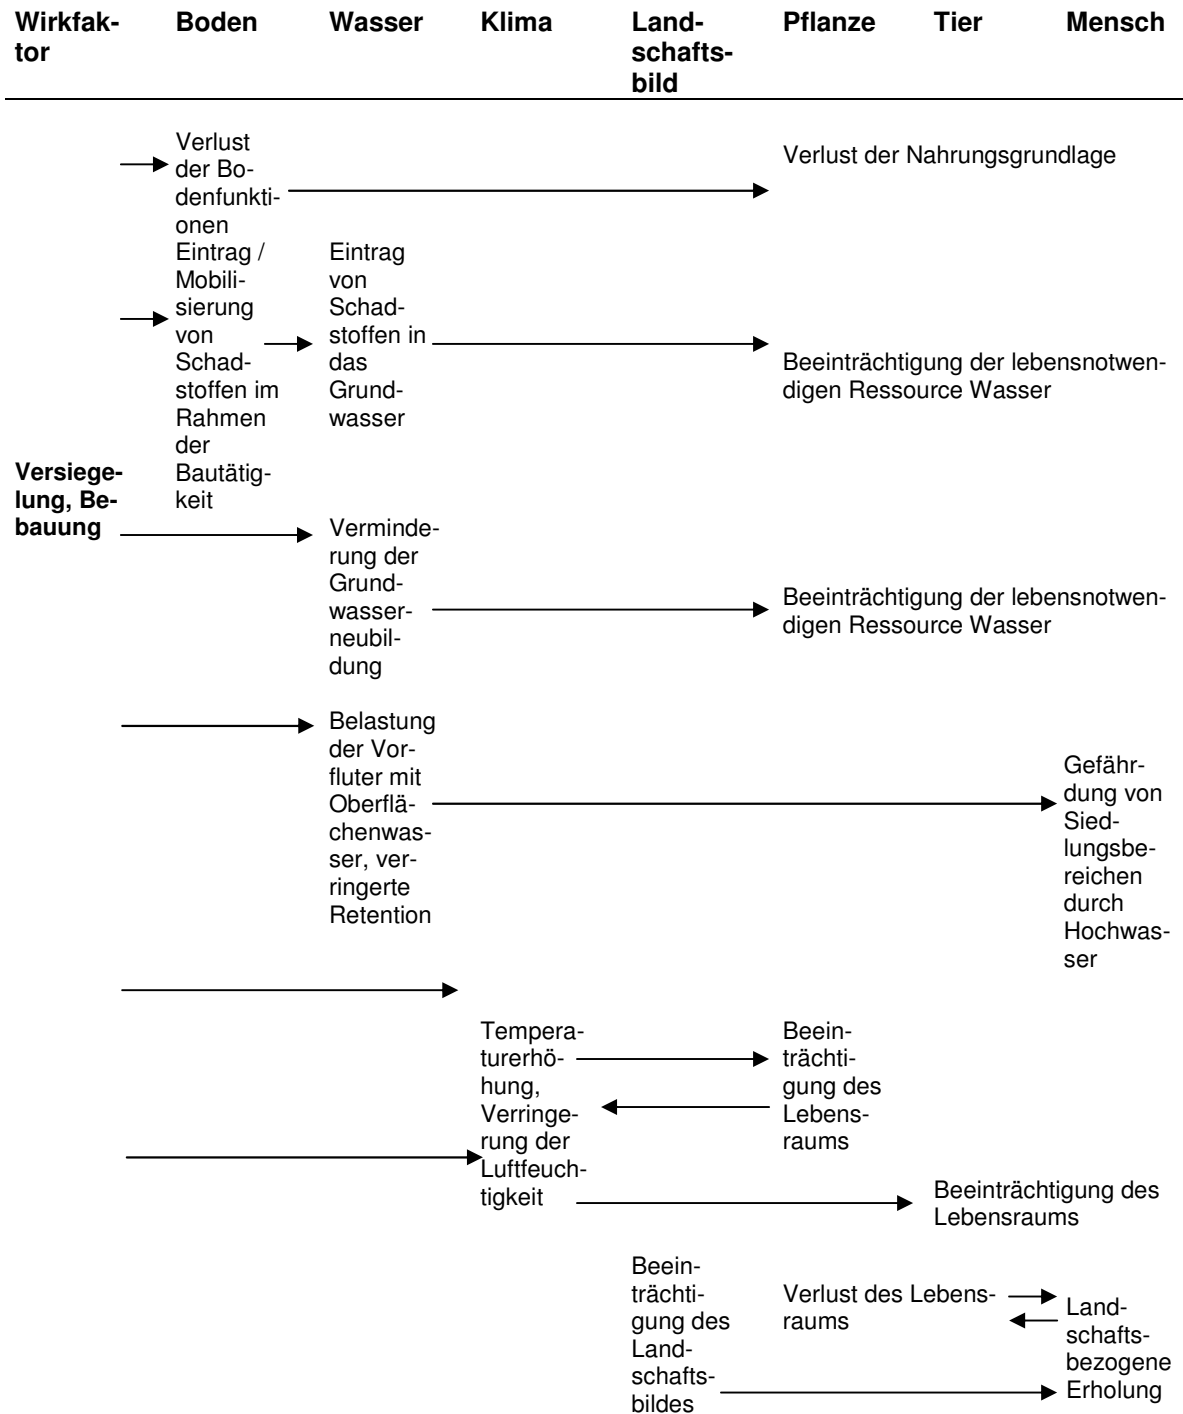 Wirkfak-
tor
Boden
Wasser
Klima
Land-
schafts-
bild
Pflanze
Tier
Mensch
Verlust
der Bo-
denfunkti-
onen
Verlust der Nahrungsgrundlage
Eintrag /
Mobili-
sierung
von
Schad-
stoffen im
Rahmen
der
Bautätig-
keit
Eintrag
von
Schad-
stoffen in
das
Grund-
wasser
Beeinträchtigung der lebensnotwen-
digen Ressource Wasser
Versiege-
lung, Be-
bauung
Verminde-
rung der
Grund-
wasser-
neubil-
dung
Beeinträchtigung der lebensnotwen-
digen Ressource Wasser
Belastung
der Vor-
fluter mit
Oberflä-
chenwas-
ser, ver-
ringerte
Retention
Gefähr-
dung von
Sied-
lungsbe-
reichen
durch
Hochwas-
ser
Tempera-
turerhö-
hung,
Verringe-
rung der
Luftfeuch-
tigkeit
Beein-
trächti-
gung des
Lebens-
raums
Beeinträchtigung des
Lebensraums
Beein-
trächti-
gung des
Land-
schafts-
bildes
Verlust des Lebens-
raums
Land-
schafts-
bezogene
Erholung